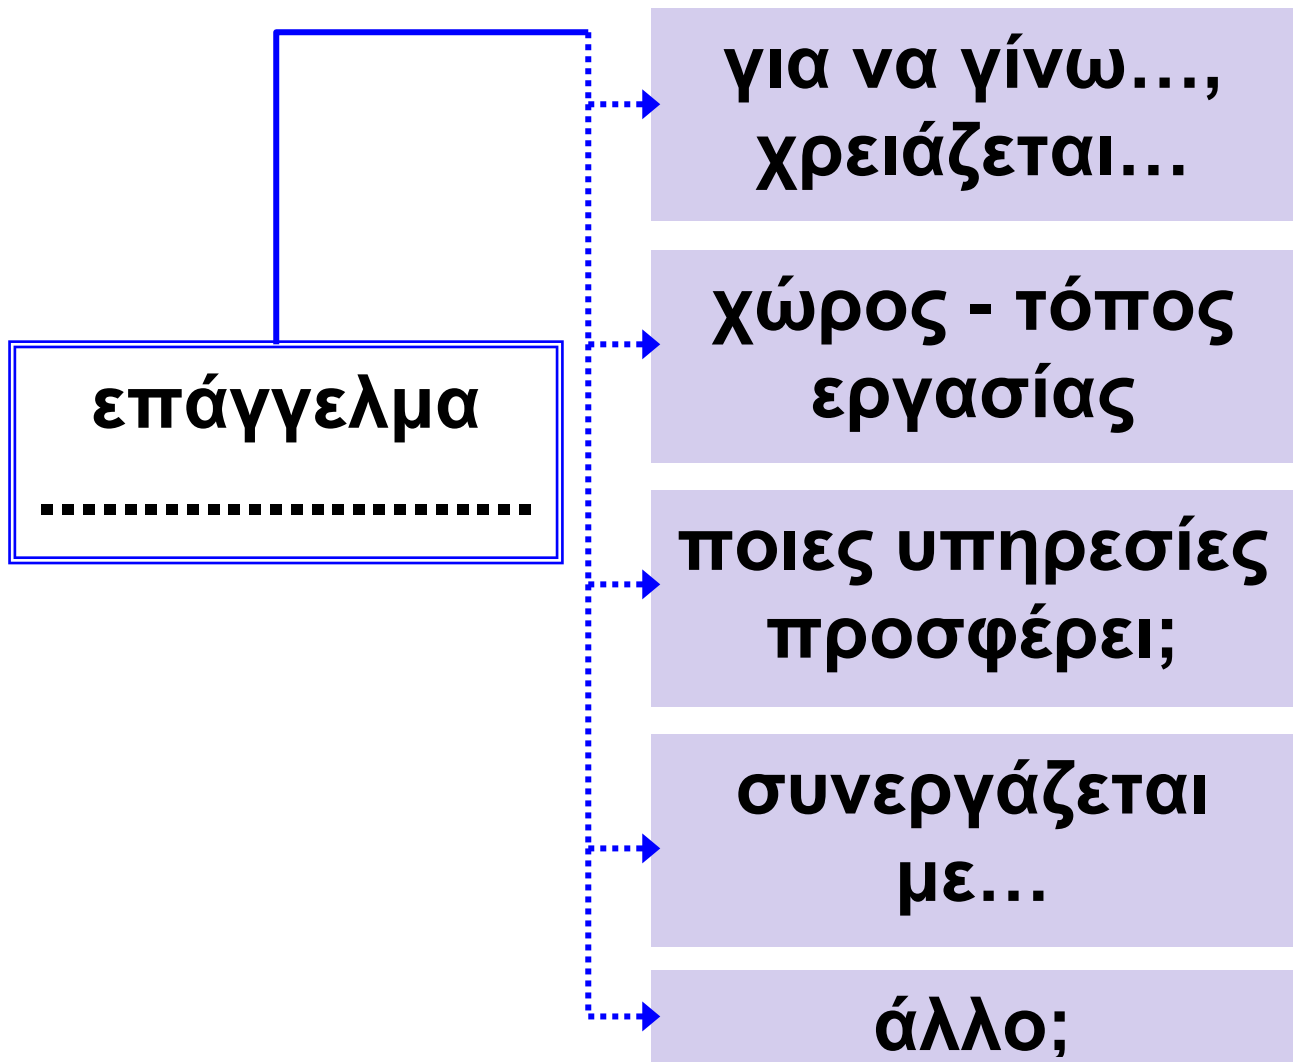 επάγγελμα
........................
για να γίνω…,
χρειάζεται…
χώρος - τόπος
εργασίας
ποιες υπηρεσίες
προσφέρει;
συνεργάζεται
με…
άλλο;